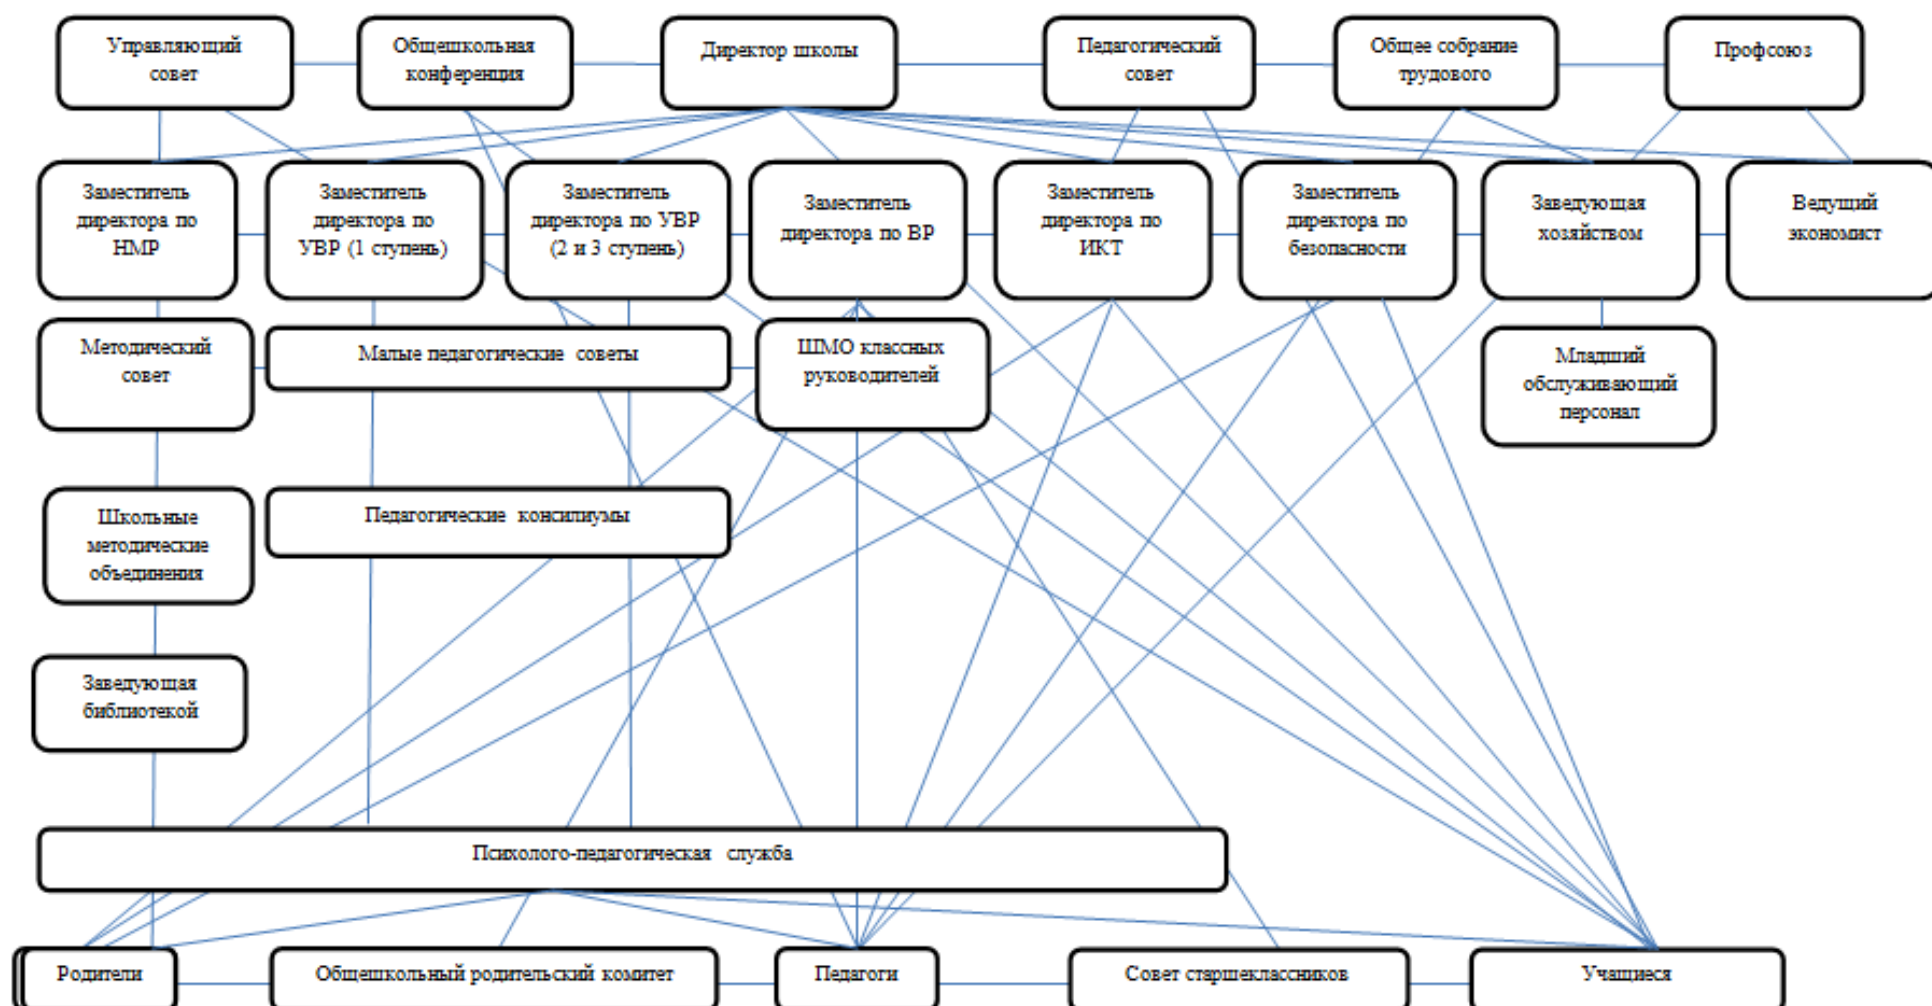 Управляющий
совет
Общешкольная
конференция
Директор школы
Педагогический
совет
Общее собрание
трудового
Профсоюз
Заместитель
директора по
НМР
Заместитель
директора по
УВР (1 ступень)
Заместитель
директора по УВР
(2 и 3 ступень)
Заместитель
директора по ВР
Заместитель
директора по
ИКТ
Заместитель
директора по
безопасности
Заведующая
хозяйством
Ведущий
экономист
Методический
совет
Малые педагогические советы
ШМО классных
руководителей
Младший
обслуживающий
персонал
Школьные
методические
объединения
Педагогические консилиумы
Заведующая
библиотекой
Психолого-педагогическая служба
Родители
Общешкольный родительский комитет
Педагоги
Совет старшеклассников
Учащиеся